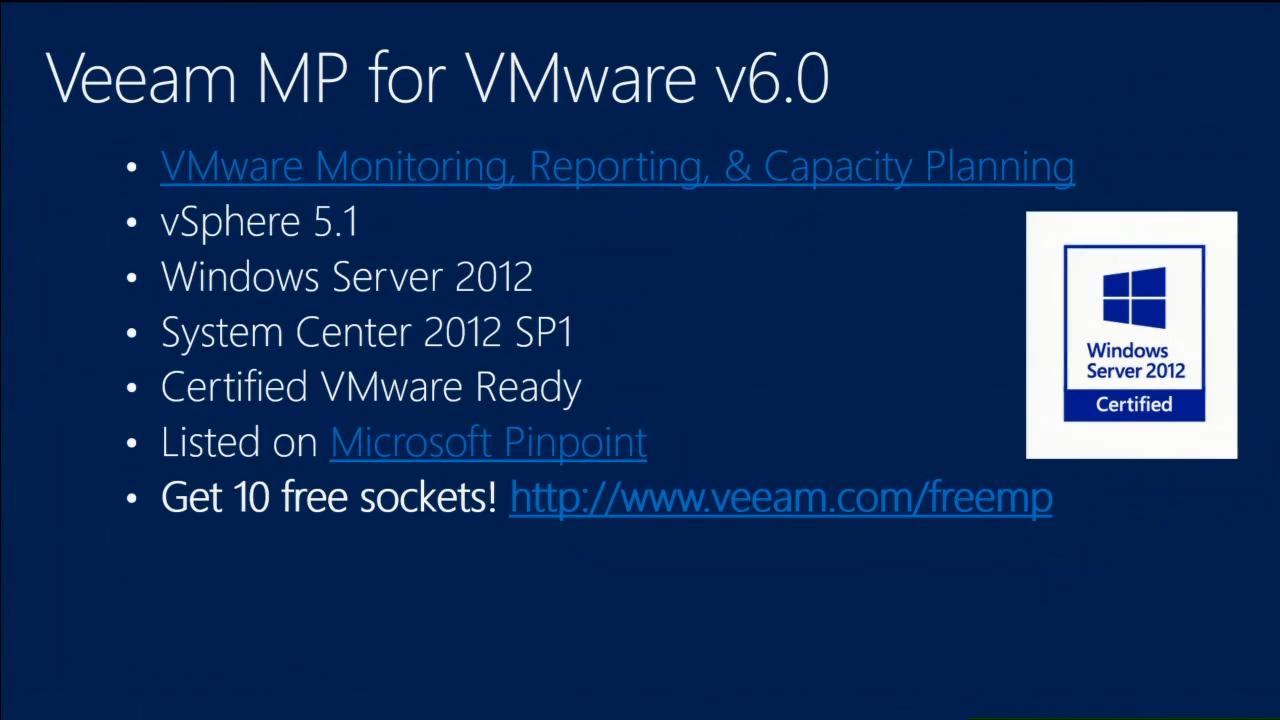 Veeam MP for VMware v6.0
• VMware Monitoring, Reporting, & Capacity Planning
• vSphere 5.1
• Windows Server 2012
• System Center 2012 SP1
• Certified VMware Ready
• Listed on Microsoft Pinpoint
• Get 10 free sockets! http://www.veeam.com/freemp
Windows
Server 2012
Certified